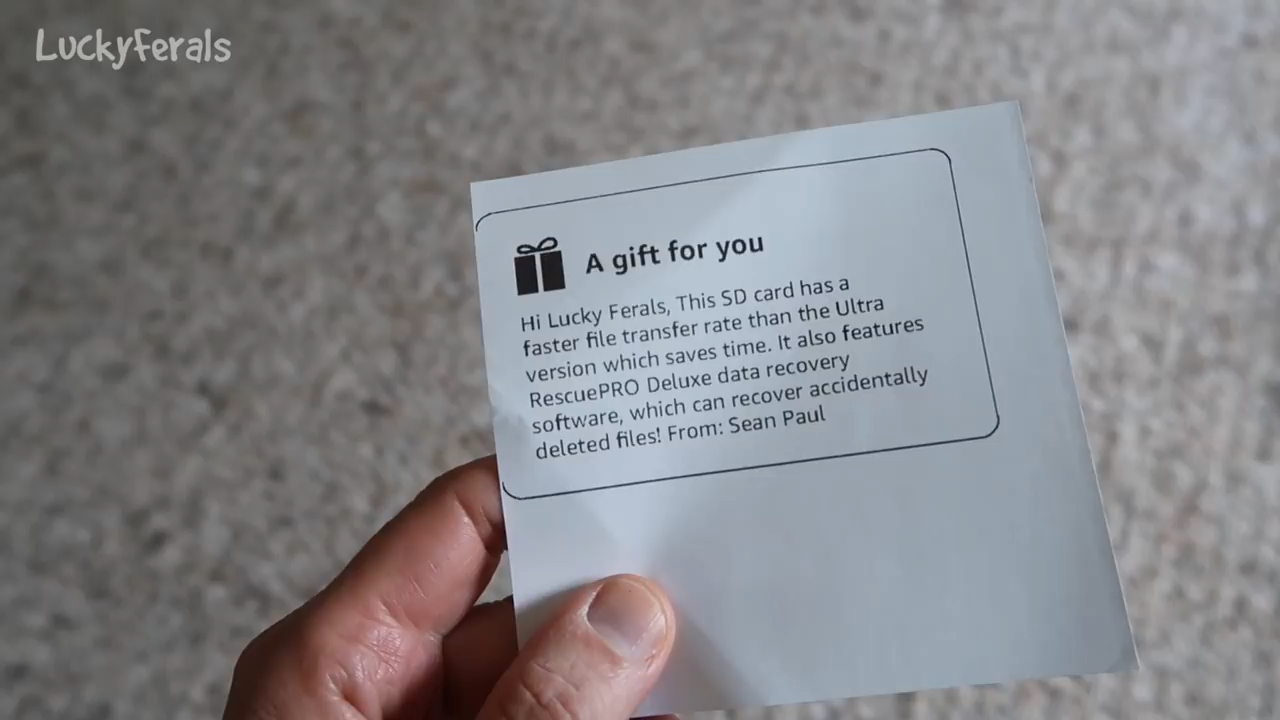 LuckyFerals
A gift for you
Hi Lucky Ferals, This SD card has a
faster file transfer rate than the Ultra
version which saves time. It also features
RescuePRO Deluxe data recovery
software, which can recover accidentally
deleted files! From: Sean Paul